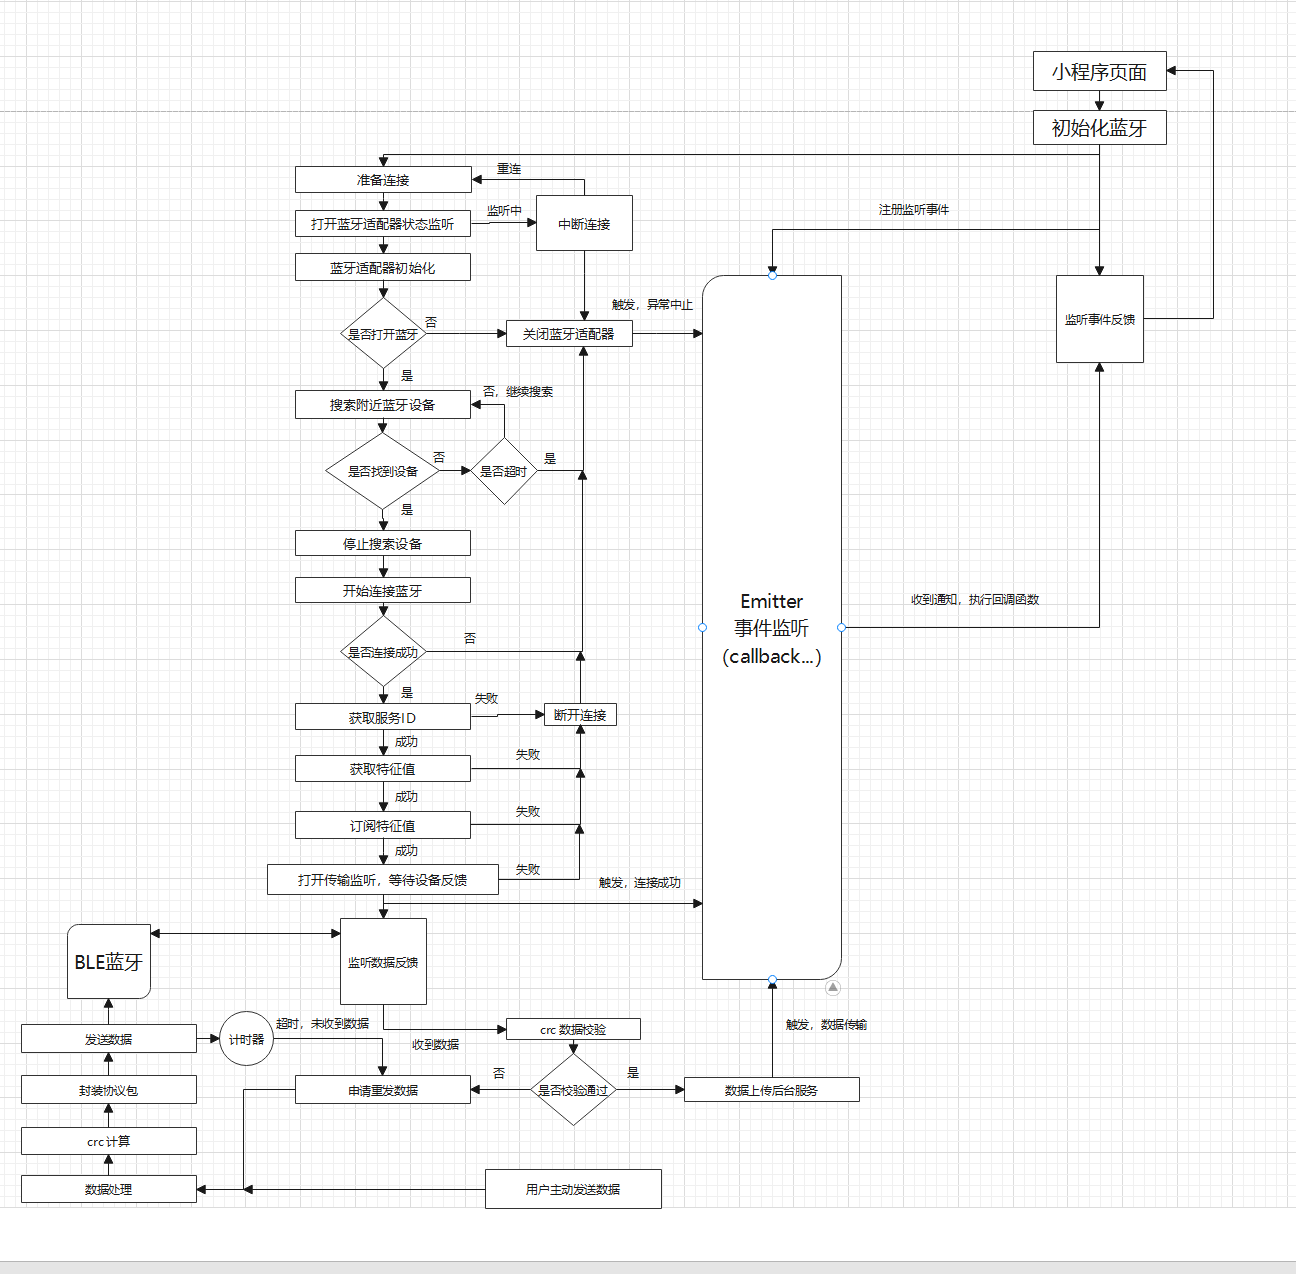 小程序页面
初始化蓝牙
重连
准备连接
注册监听事件
监听中
打开蓝牙适配器状态监听
中断连接
蓝牙适配器初始化
触发，异常中止
监听事件反馈
否
是否打开蓝牙
关闭蓝牙适配器
是
否，继续搜索
搜索附近蓝牙设备
否
是
是否找到设备
是否超时
是
停止搜索设备
开始连接蓝牙
Emitter
事件监听
（callback...）
收到通知，执行回调函数
否
是否连接成功
是
失败
获取服务ID
断开连接
成功
失败
获取特征值
成功
失败
订阅特征值
成功
失败
打开传输监听，等待设备反馈
触发，连接成功
BLE蓝牙
监听数据反馈
超时，未收到数据
触发，数据传输
发送数据
计时器
crc 数据校验
收到数据
否
是
封装协议包
申请重发数据
是否校验通过
数据上传后台服务
crc 计算
数据处理
用户主动发送数据